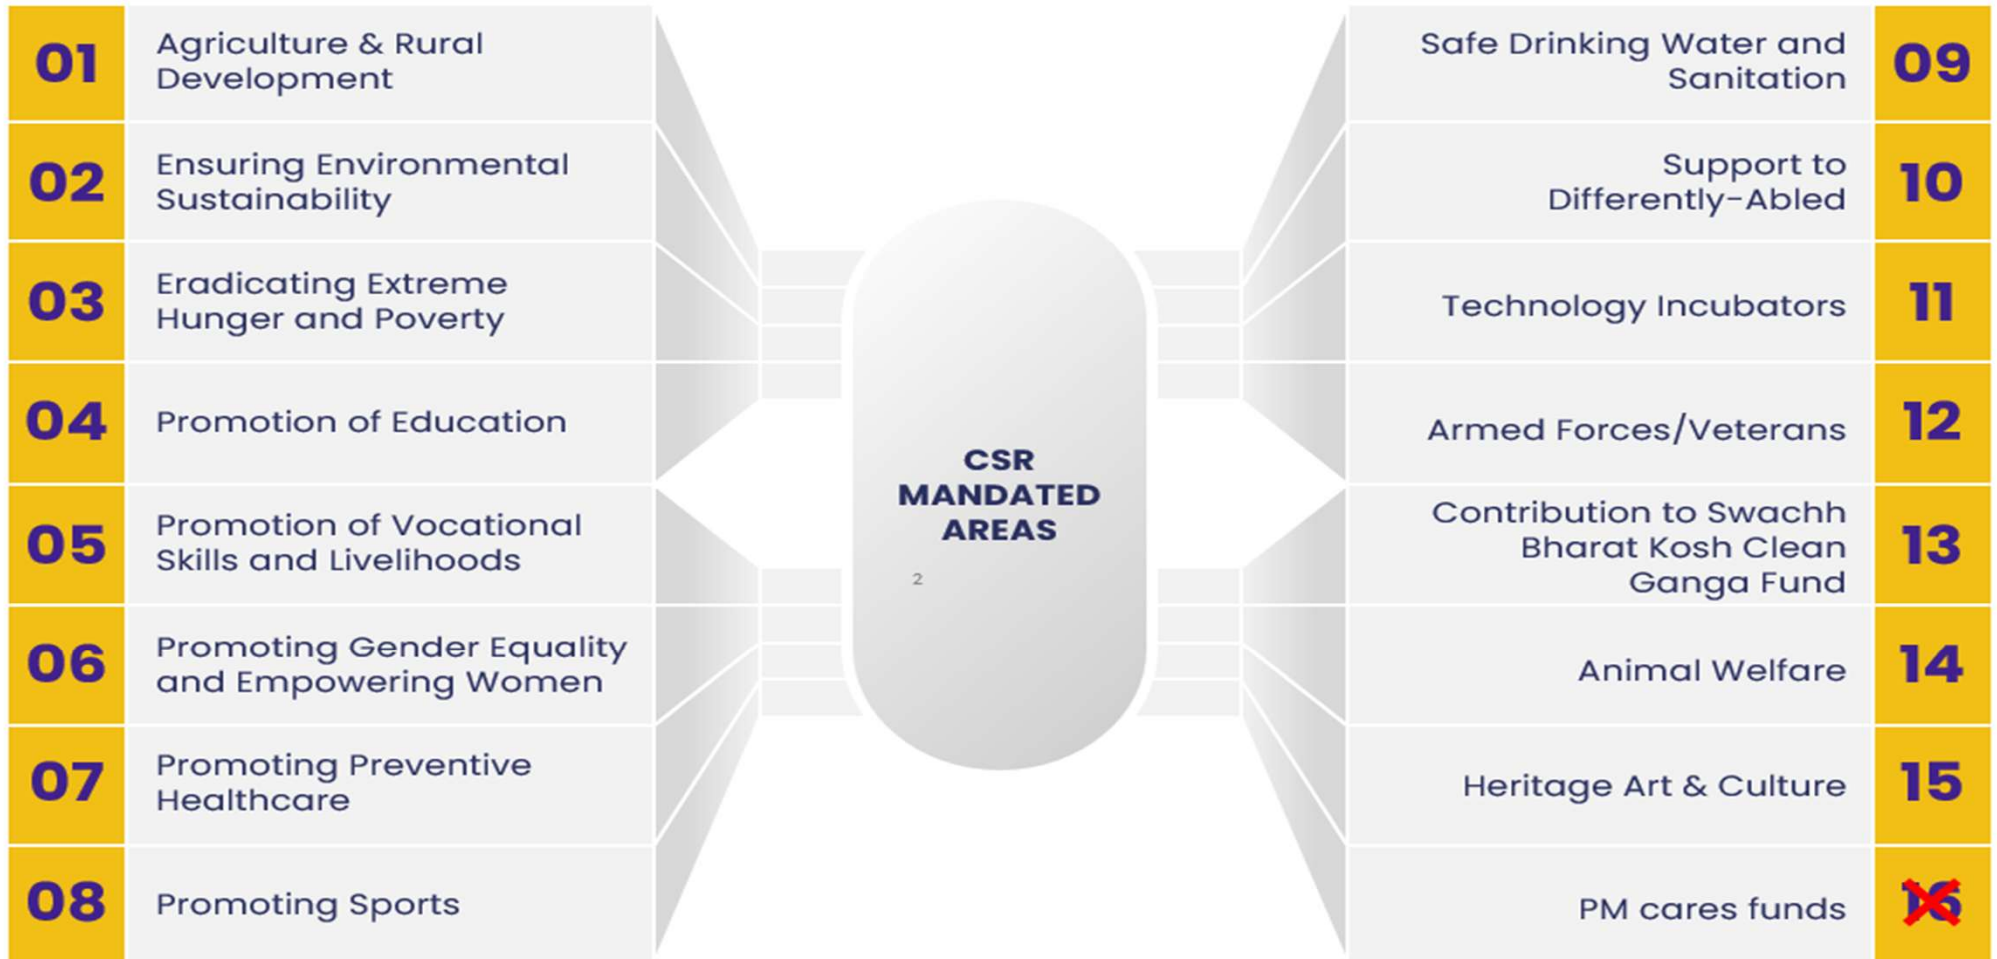 01
Agriculture & Rural
Development
02
Ensuring Environmental
Sustainability
03
Eradicating Extreme
Hunger and Poverty
04
Promotion of Education
05
Promotion of Vocational
Skills and Livelihoods
06
Promoting Gender Equality
and Empowering Women
07
Promoting Preventive
Healthcare
08
Promoting Sports
CSR
MANDATED
AREAS
2
Safe Drinking Water and
Sanitation
09
Support to
Differently-Abled
10
Technology Incubators
11
Armed Forces/Veterans
12
Contribution to Swachh
Bharat Kosh Clean
Ganga Fund
13
Animal Welfare
14
Heritage Art & Culture
15
PM cares funds
16